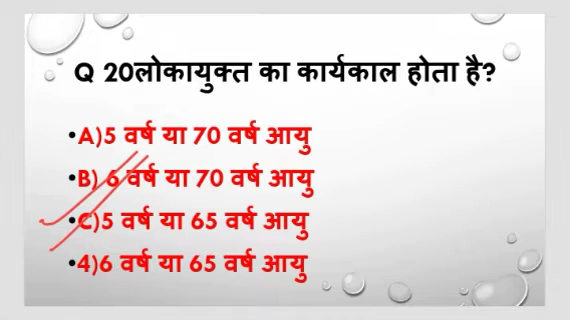 Q 20लोकायुक्त का कार्यकाल होता है?
•A)5 वर्ष या 70 वर्ष आयु
•B) 6 वर्ष या 70 वर्ष आयु
•C)5 वर्ष या 65 वर्ष आयु
•4)6 वर्ष या 65 वर्ष आयु